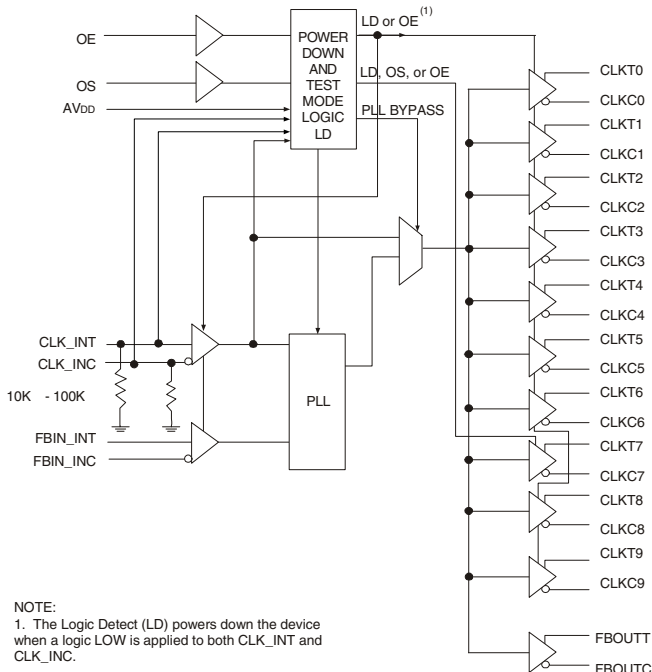 OE
OS
AVDD
POWER
DOWN
AND
TEST
MODE
LOGIC
LD
LD or OE (1)
LD, OS, or OE
PLL BYPASS
CLK_INT
CLK_INC
10K - 100K
FBIN_INT
FBIN_INC
PLL
CLKT0
CLKC0
CLKT1
CLKC1
CLKT2
CLKC2
CLKT3
CLKC3
CLKT4
CLKC4
CLKT5
CLKC5
CLKT6
CLKC6
CLKT7
CLKC7
CLKT8
CLKC8
CLKT9
CLKC9
FBOUTT
FBOUTC
NOTE:
1. The Logic Detect (LD) powers down the device
when a logic LOW is applied to both CLK_INT and
CLK_INC.